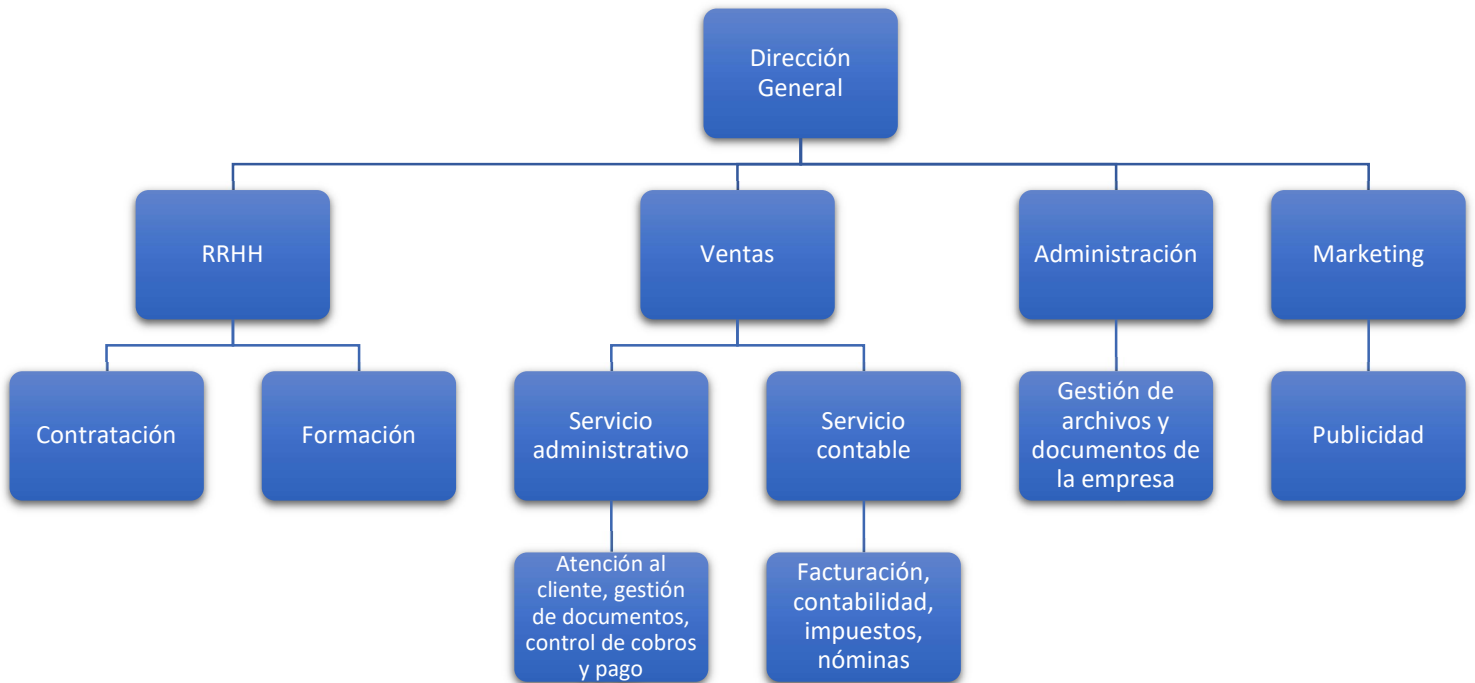 Dirección
General
RRHH
Ventas
Administración
Marketing
Contratación
Formación
Servicio
administrativo
Servicio
contable
Gestión de
archivos y
documentos de
la empresa
Publicidad
Atención al
cliente, gestión
de documentos,
control de cobros
y pago
Facturación,
contabilidad,
impuestos,
nóminas